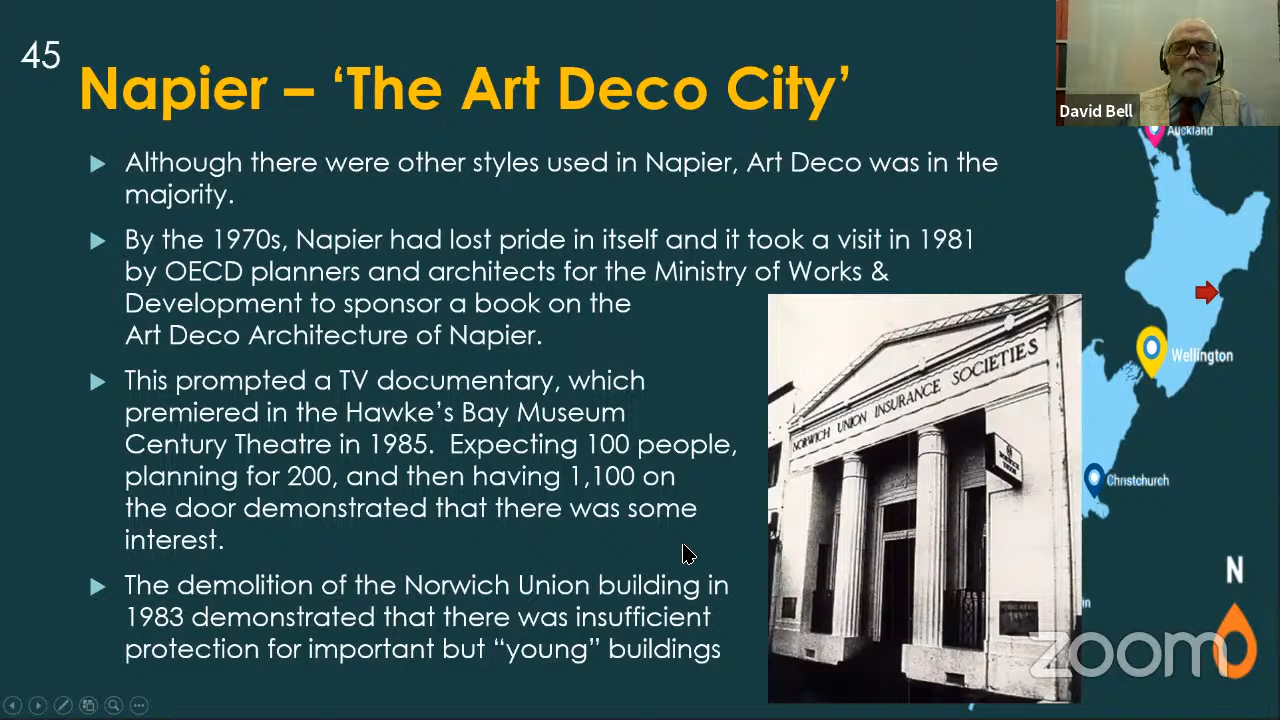 45
Napier – ‘The Art Deco City’
David Bell
Auckland
Although there were other styles used in Napier, Art Deco was in the
majority.
By the 1970s, Napier had lost pride in itself and it took a visit in 1981
by OECD planners and architects for the Ministry of Works &
Development to sponsor a book on the
Art Deco Architecture of Napier.
This prompted a TV documentary, which
premiered in the Hawke’s Bay Museum
Century Theatre in 1985.  Expecting 100 people,
planning for 200, and then having 1,100 on
the door demonstrated that there was some
interest.
The demolition of the Norwich Union building in
1983 demonstrated that there was insufficient
protection for important but “young” buildings
NORWICH UNION INSURANCE SOCIETIES
Wellington
Christchurch
N
zoom